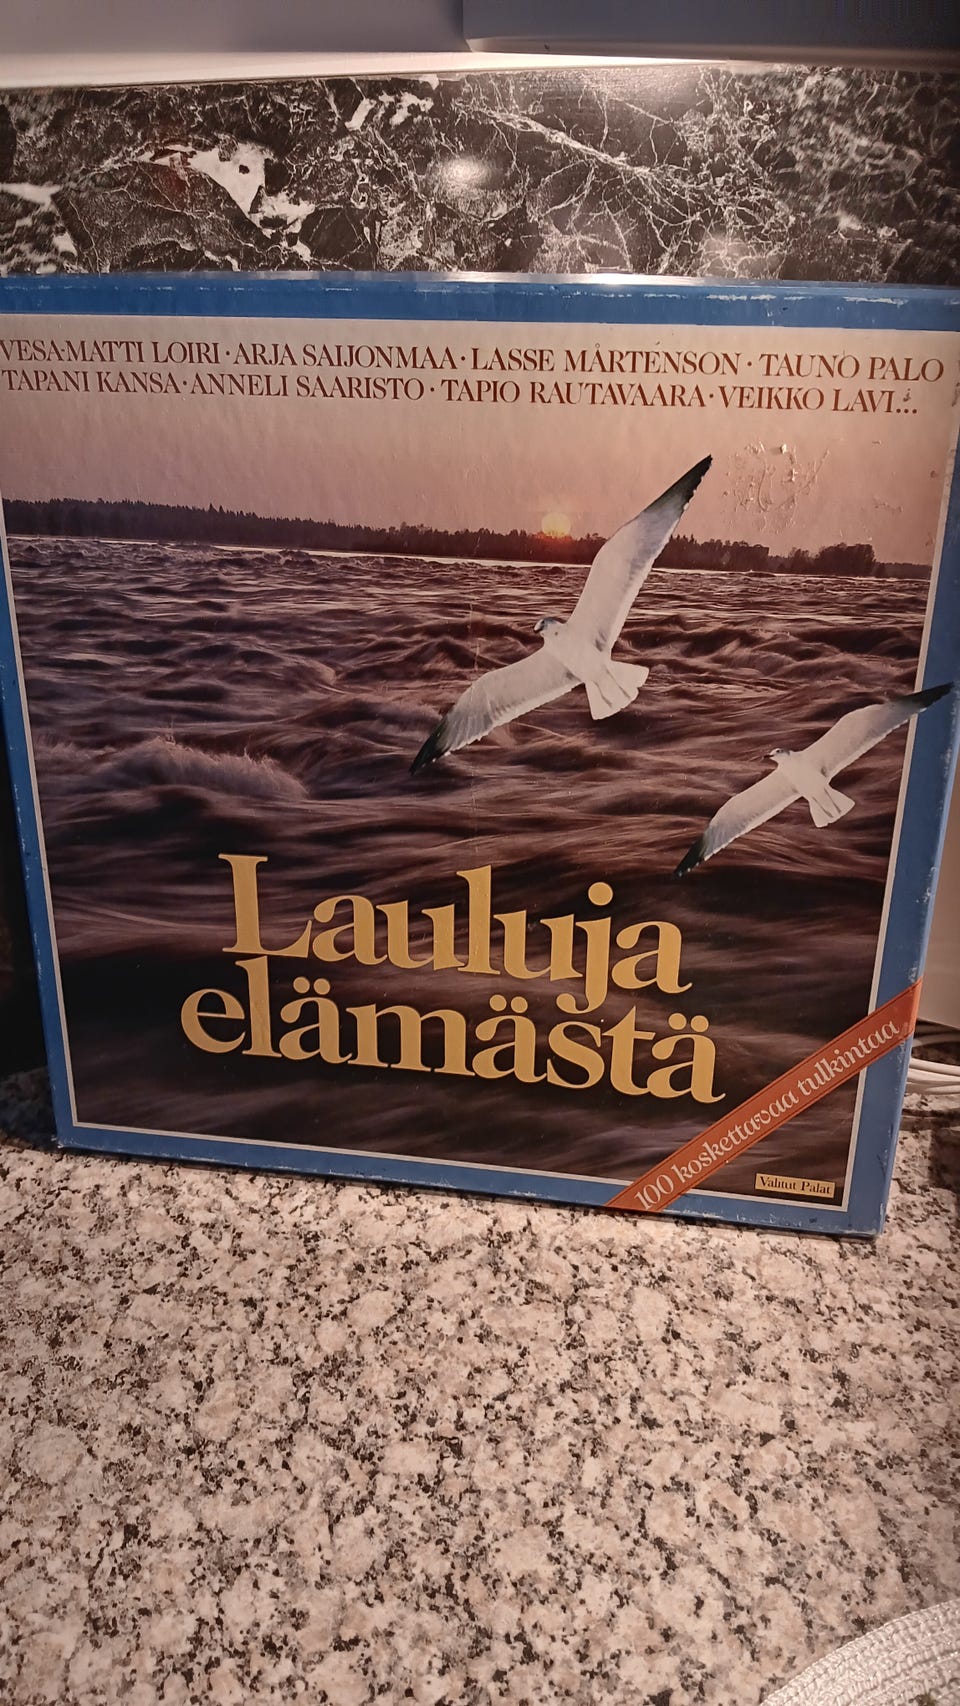 VESA-MATTI LOIRI · ARJA SAIJONMAA · LASSE MÅRTENSON · TAUNO PALO
TAPANI KANSA · ANNELI SAARISTO · TAPIO RAUTAVAARA · VEIKKO LAVI...
Lauluja
elämästä
100 koskettavaa tulkintaa
Valitut Palat